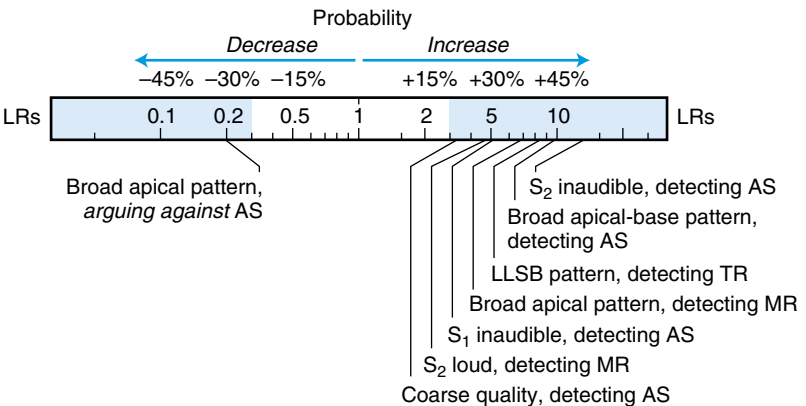 Probability
Decrease Increase
–45% –30% –15% +15% +30% +45%
LRs 0.1 0.2 0.5 1 2 5 10 LRs
Broad apical pattern,
arguing against AS
S2 inaudible, detecting AS
Broad apical-base pattern,
detecting AS
LLSB pattern, detecting TR
Broad apical pattern, detecting MR
S1 inaudible, detecting AS
S2 loud, detecting MR
Coarse quality, detecting AS